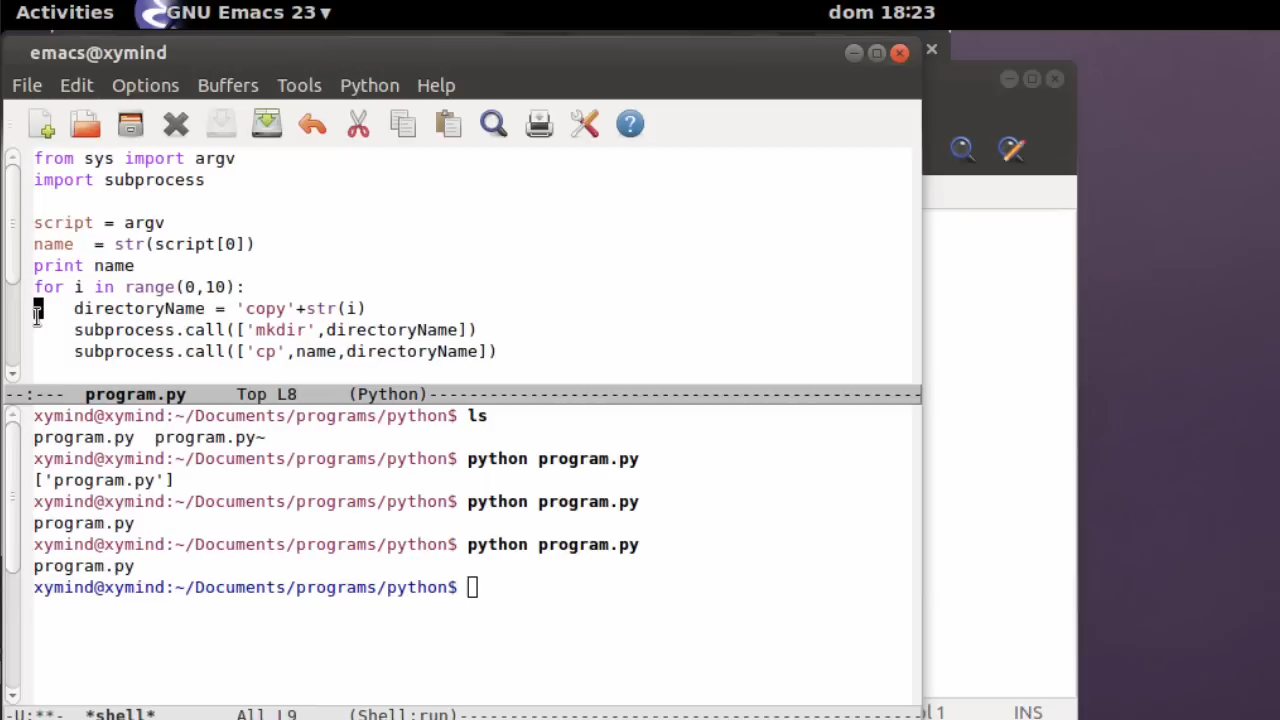 Activities GNU Emacs 23 ▾ dom 18:23
emacs@xymind
File Edit Options Buffers Tools Python Help
from sys import argv
import subprocess
script = argv
name  = str(script[0])
print name
for i in range(0,10):
    directoryName = 'copy'+str(i)
    subprocess.call(['mkdir',directoryName])
    subprocess.call(['cp',name,directoryName])
--:---  program.py     Top L8     (Python)-------------------------------------------------
xymind@xymind:~/Documents/programs/python$ ls
program.py  program.py~
xymind@xymind:~/Documents/programs/python$ python program.py
['program.py']
xymind@xymind:~/Documents/programs/python$ python program.py
program.py
xymind@xymind:~/Documents/programs/python$ python program.py
program.py
xymind@xymind:~/Documents/programs/python$
-U:**-  *shell*        All L9     (Shell:run)----------------------------------------------
ol 1 INS